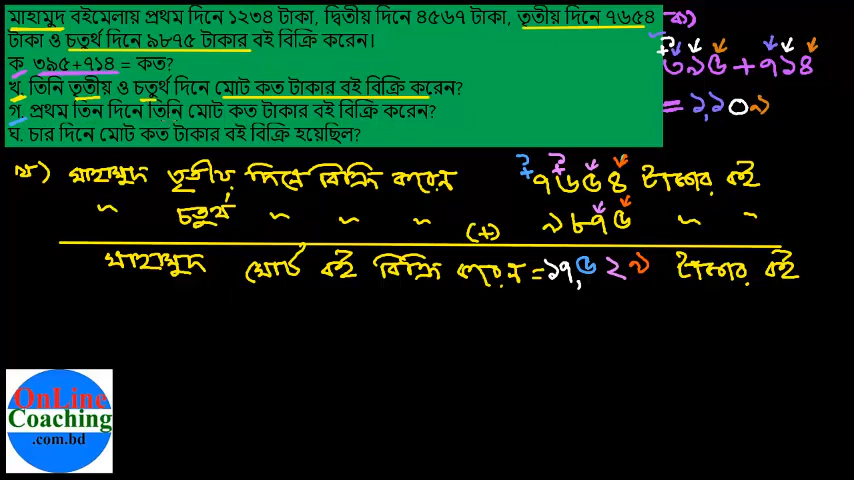 মাহামুদ বইমেলায় প্রথম দিনে ১২৩৪ টাকা, দ্বিতীয় দিনে ৪৫৬৭ টাকা, তৃতীয় দিনে ৭৬৫৪
টাকা ও চতুর্থ দিনে ৯৮৭৫ টাকার বই বিক্রি করেন।
ক. ৩৯৫+৭১৪ = কত?
খ. তিনি তৃতীয় ও চতুর্থ দিনে মোট কত টাকার বই বিক্রি করেন?
গ. প্রথম তিন দিনে তিনি মোট কত টাকার বই বিক্রি করেন?
ঘ. চার দিনে মোট কত টাকার বই বিক্রি হয়েছিল?
ক)
৩৯৫ + ৭১৪
= ১,১০৯
খ) মাহামুদ তৃতীয় দিনে বিক্রি করেন ৭৬৫৪ টাকার বই
" চতুর্থ " " " (+) ৯৮৭৫ " "
মাহামুদ মোট বই বিক্রি করেন = ১৭,৫২৯ টাকার বই
OnLine
Coaching
.com.bd